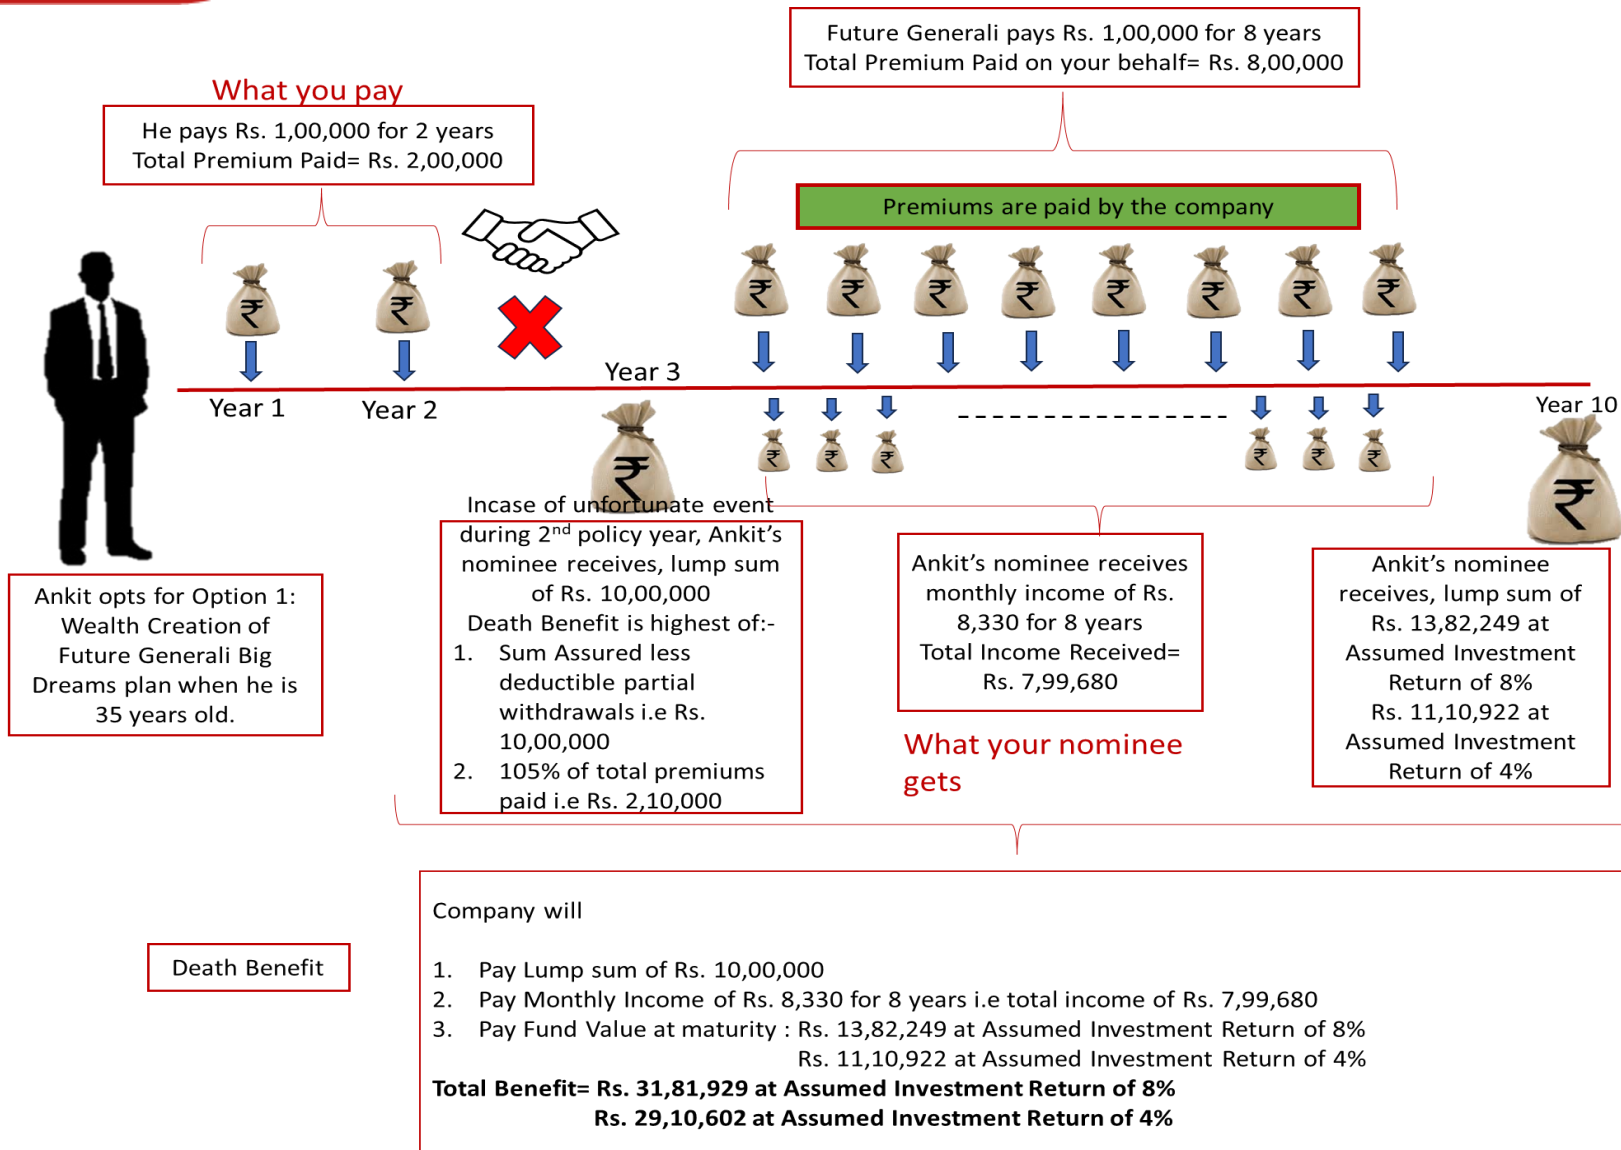 Future Generali pays Rs. 1,00,000 for 8 years
Total Premium Paid on your behalf= Rs. 8,00,000
What you pay
He pays Rs. 1,00,000 for 2 years
Total Premium Paid= Rs. 2,00,000
Premiums are paid by the company
₹
₹
₹
₹
₹
₹
₹
₹
₹
₹
Year 1
Year 2
Year 3
Year 10
₹
₹
₹
₹
₹
₹
₹
₹
Ankit opts for Option 1:
Wealth Creation of
Future Generali Big
Dreams plan when he is
35 years old.
Incase of unfortunate event
during 2nd policy year, Ankit’s
nominee receives, lump sum
of Rs. 10,00,000
Death Benefit is highest of:-
1. Sum Assured less
deductible partial
withdrawals i.e Rs.
10,00,000
2. 105% of total premiums
paid i.e Rs. 2,10,000
Ankit’s nominee receives
monthly income of Rs.
8,330 for 8 years
Total Income Received=
Rs. 7,99,680
What your nominee
gets
Ankit’s nominee
receives, lump sum of
Rs. 13,82,249 at
Assumed Investment
Return of 8%
Rs. 11,10,922 at
Assumed Investment
Return of 4%
Death Benefit
Company will
1. Pay Lump sum of Rs. 10,00,000
2. Pay Monthly Income of Rs. 8,330 for 8 years i.e total income of Rs. 7,99,680
3. Pay Fund Value at maturity : Rs. 13,82,249 at Assumed Investment Return of 8%
Rs. 11,10,922 at Assumed Investment Return of 4%
Total Benefit= Rs. 31,81,929 at Assumed Investment Return of 8%
Rs. 29,10,602 at Assumed Investment Return of 4%